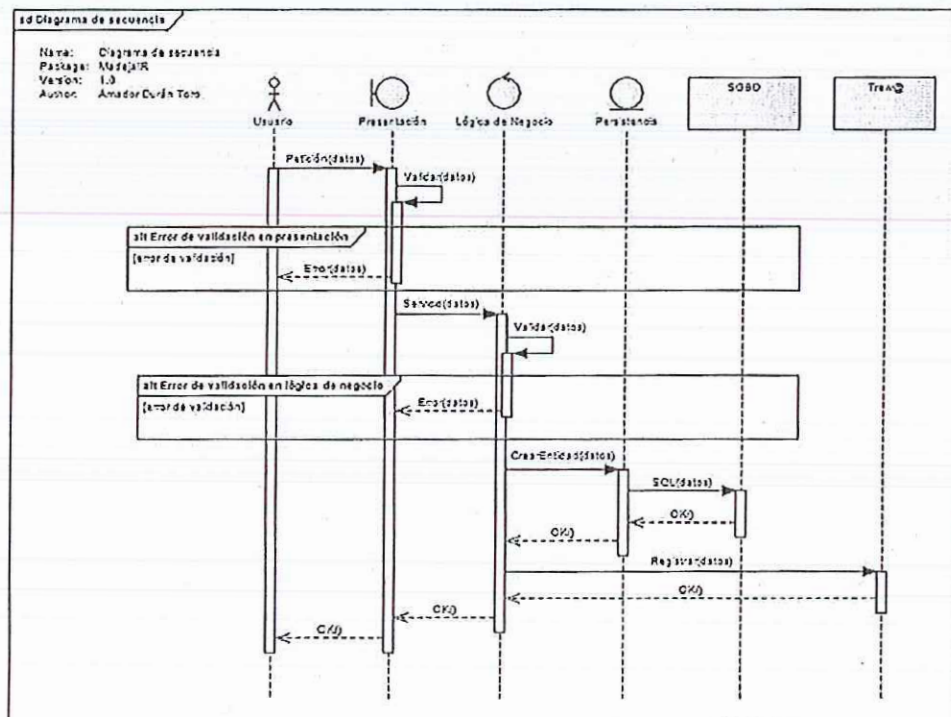 sd Diagrama de secuencia
Name: Diagrama de secuencia
Package: MadejaIR
Version: 1.0
Author: Amador Durán Toro
Usuario
Presentación
Lógica de Negocio
Persistencia
SGBD
Trew@
Petición(datos)
Validar(datos)
alt Error de validación en presentación
[error de validación]
Error(datos)
Servicio(datos)
Validar(datos)
alt Error de validación en lógica de negocio
[error de validación]
Error(datos)
CrearEntidad(datos)
SQL(datos)
OK()
OK()
Registrar(datos)
OK()
OK()
OK()